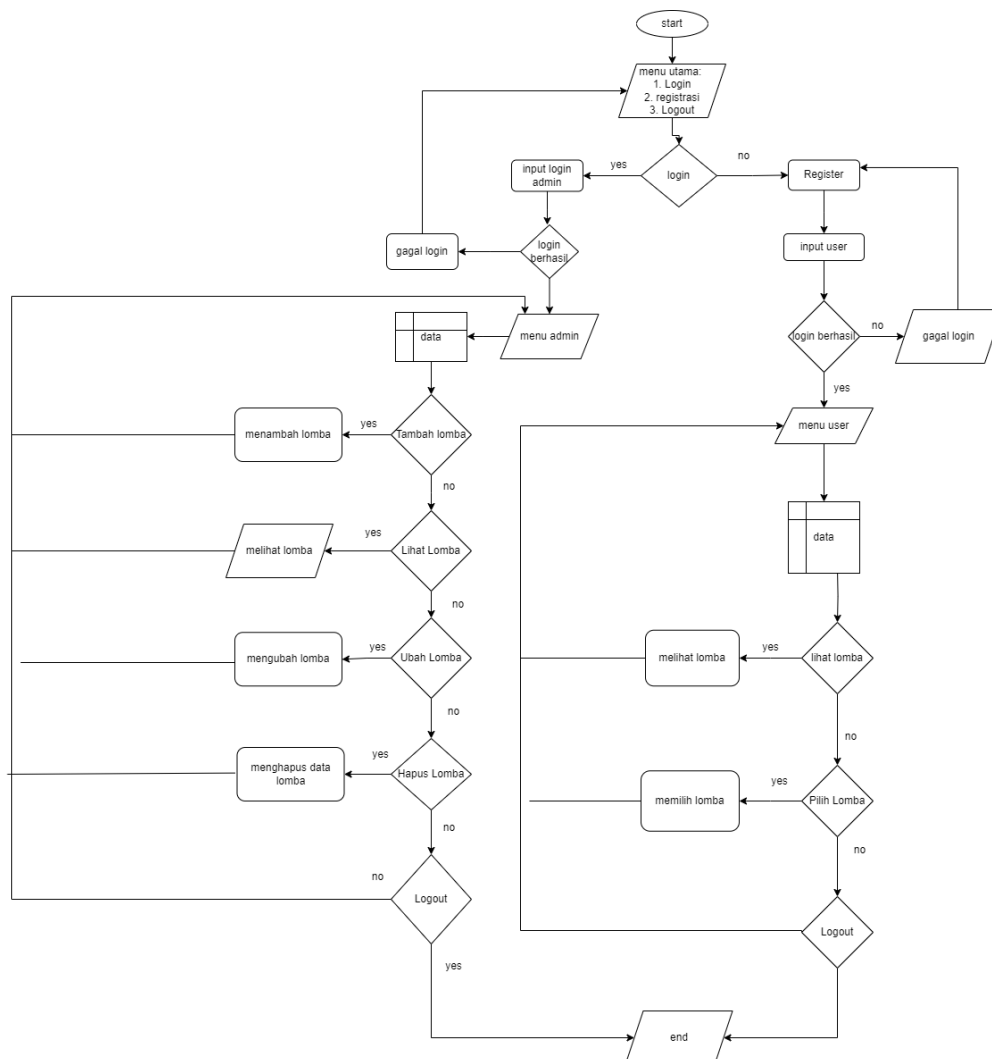 start
menu utama:
1. Login
2. registrasi
3. Logout
yes
no
input login
admin
login
Register
gagal login
login
berhasil
input user
data
menu admin
login berhasil
no
gagal login
yes
menambah lomba
yes
Tambah lomba
menu user
no
melihat lomba
yes
Lihat Lomba
data
no
mengubah lomba
yes
Ubah Lomba
melihat lomba
yes
lihat lomba
no
no
menghapus data
lomba
yes
Hapus Lomba
memilih lomba
yes
Pilih Lomba
no
no
no
Logout
Logout
yes
end